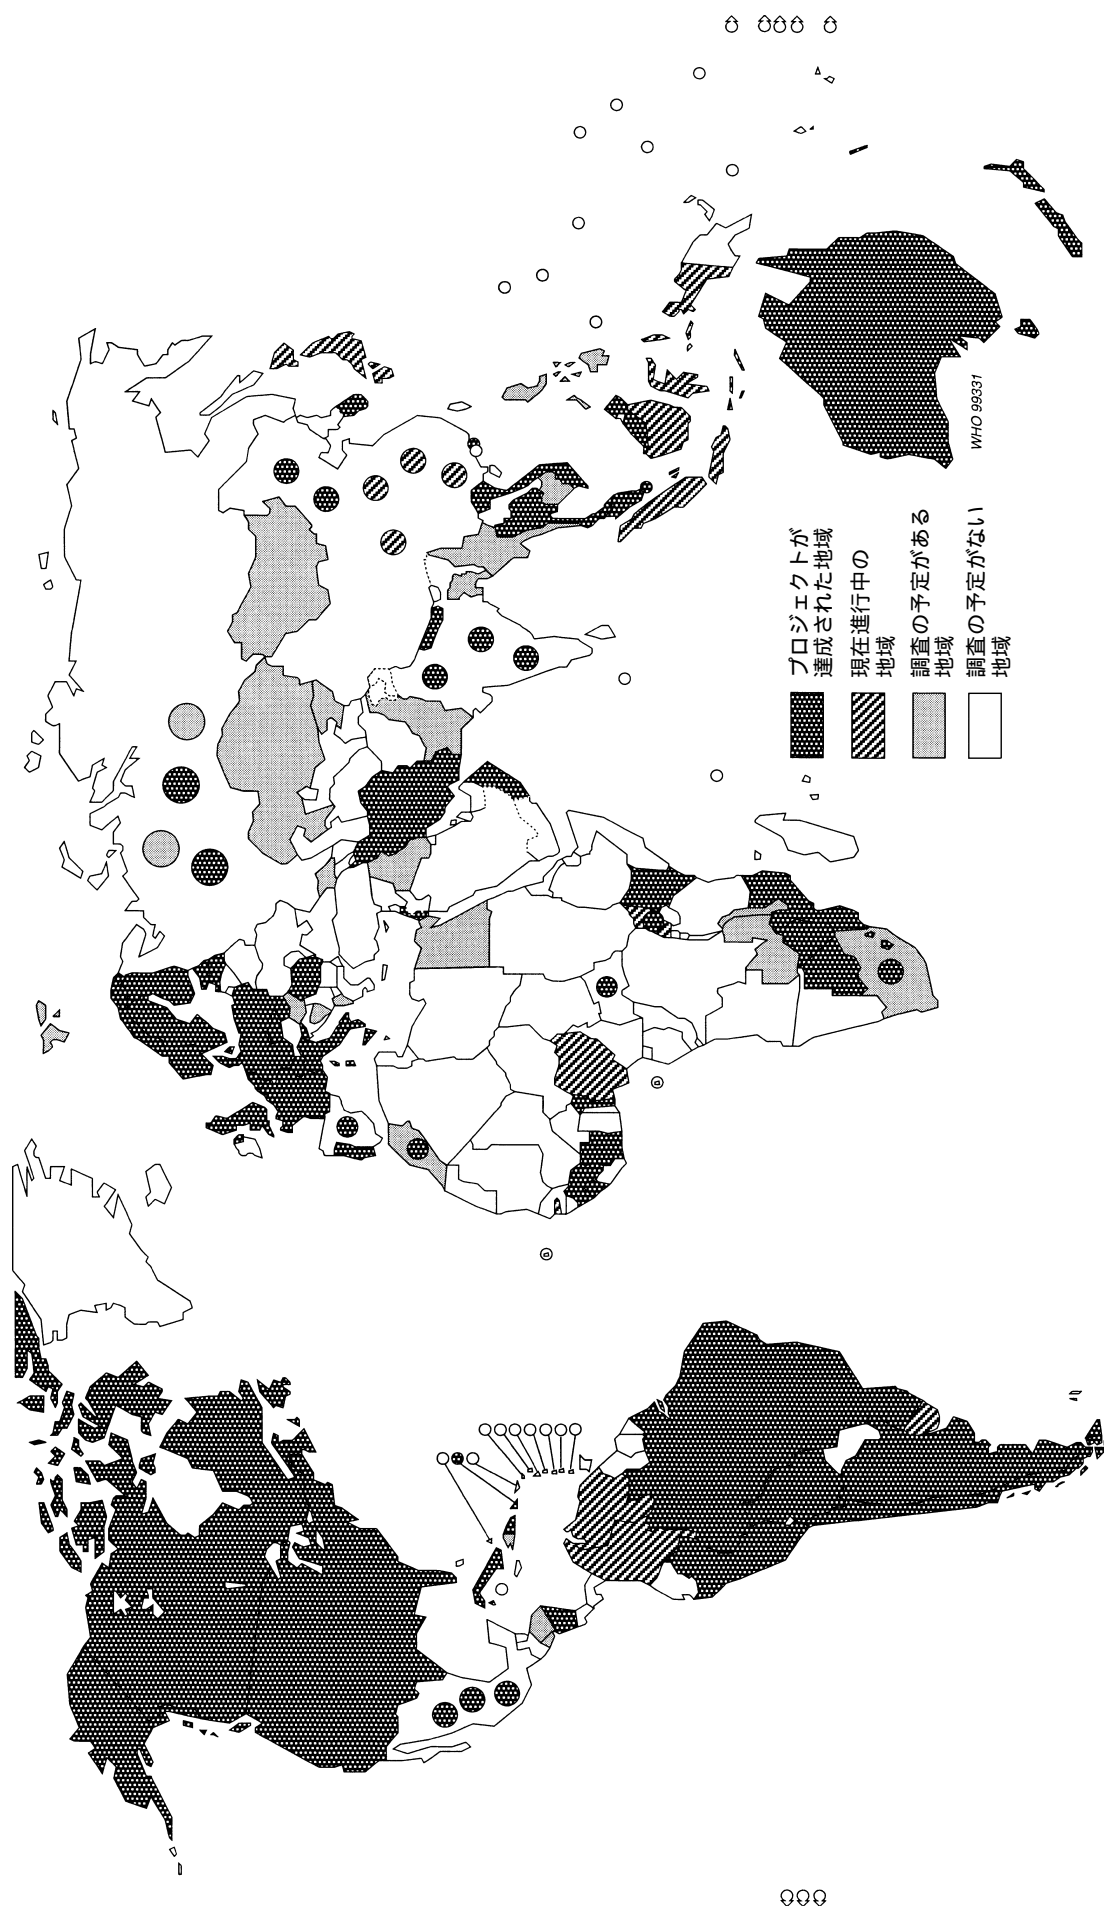 プロジェクトが
達成された地域
現在進行中の
地域
調査の予定がある
地域
調査の予定がない
地域
WHO 99331